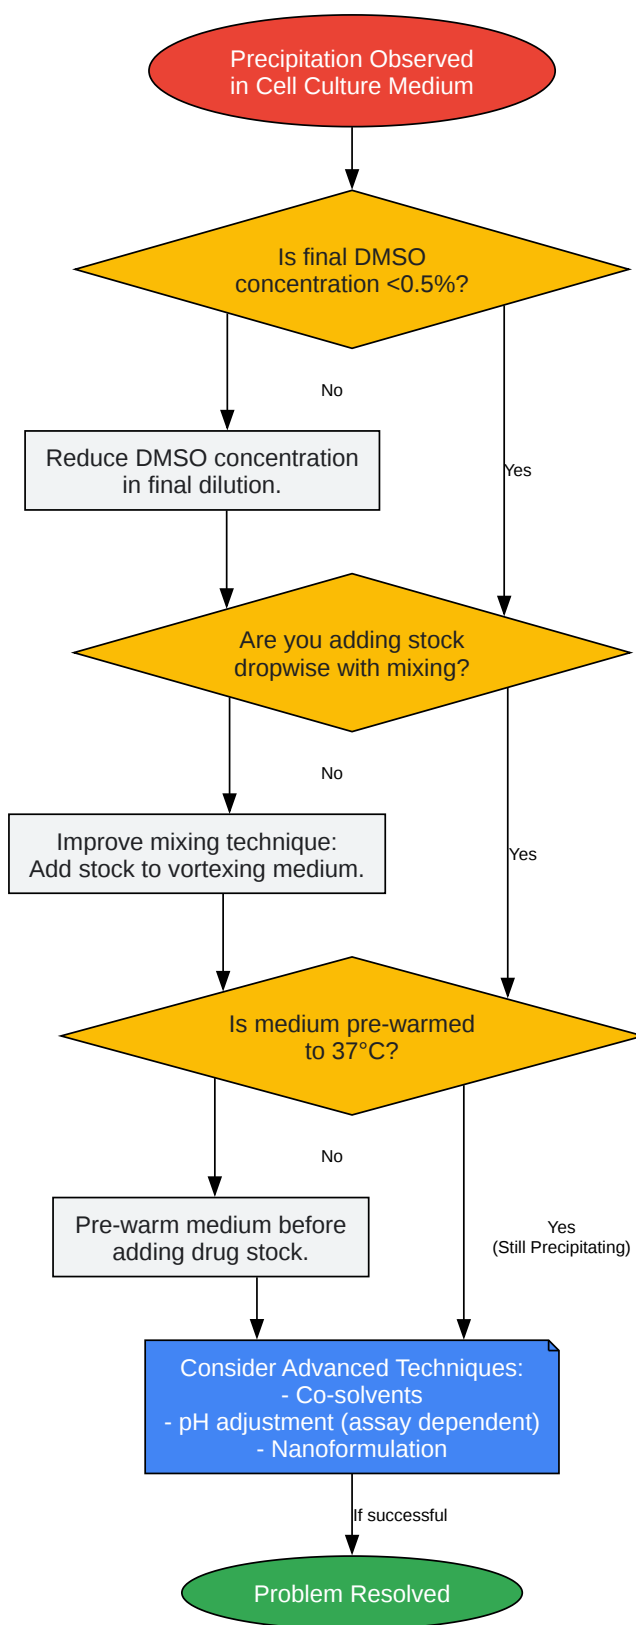 Precipitation Observed
in Cell Culture Medium
Is final DMSO
concentration <0.5%?
No
Yes
Reduce DMSO concentration
in final dilution.
Are you adding stock
dropwise with mixing?
No
Yes
Improve mixing technique:
Add stock to vortexing medium.
Is medium pre-warmed
to 37°C?
No
Yes
(Still Precipitating)
Pre-warm medium before
adding drug stock.
Consider Advanced Techniques:
- Co-solvents
- pH adjustment (assay dependent)
- Nanoformulation
If successful
Problem Resolved